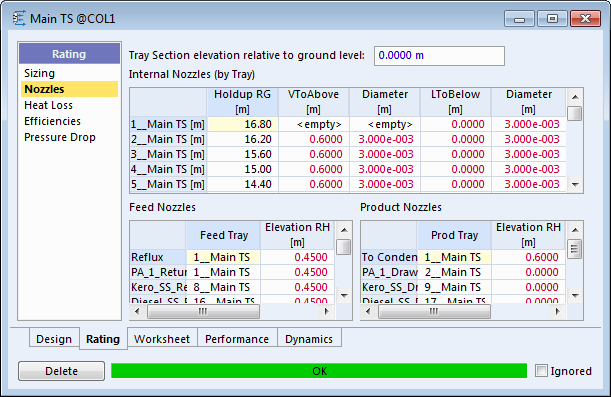 Main TS @COL1
Rating
Sizing
Nozzles
Heat Loss
Efficiencies
Pressure Drop
Tray Section elevation relative to ground level: 0.0000 m
Internal Nozzles (by Tray)
Holdup RG VToAbove Diameter LToBelow Diameter
[m] [m] [m] [m] [m]
1__Main TS [m] 16.80 <empty> <empty> 0.0000 3.000e-003
2__Main TS [m] 16.20 0.6000 3.000e-003 0.0000 3.000e-003
3__Main TS [m] 15.60 0.6000 3.000e-003 0.0000 3.000e-003
4__Main TS [m] 15.00 0.6000 3.000e-003 0.0000 3.000e-003
5__Main TS [m] 14.40 0.6000 3.000e-003 0.0000 3.000e-003
Feed Nozzles
Feed Tray Elevation RH
[m]
Reflux 1__Main TS 0.4500
PA_1_Retur 1__Main TS 0.4500
Kero_SS_Re 8__Main TS 0.4500
Diesel_SS_R 16__Main TS 0.4500
Product Nozzles
Prod Tray Elevation RH
[m]
To Conden 1__Main TS 0.6000
PA_1_Draw 2__Main TS 0.0000
Kero_SS_Dr 9__Main TS 0.0000
Diesel_SS_D 17__Main TS 0.0000
Design Rating Worksheet Performance Dynamics
Delete OK Ignored